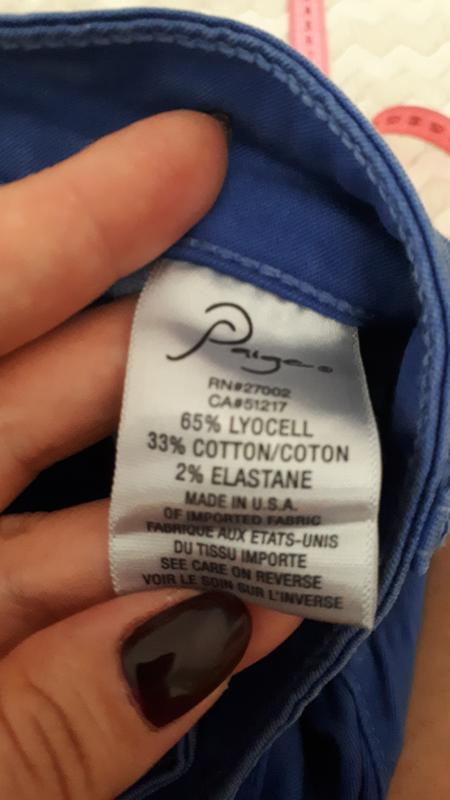 Paige
RN#27002
CA#51217
65% LYOCELL
33% COTTON/COTON
2% ELASTANE
MADE IN U.S.A.
OF IMPORTED FABRIC
FABRIQUE AUX ETATS-UNIS
DU TISSU IMPORTE
SEE CARE ON REVERSE
VOIR LE SOIN SUR L'INVERSE